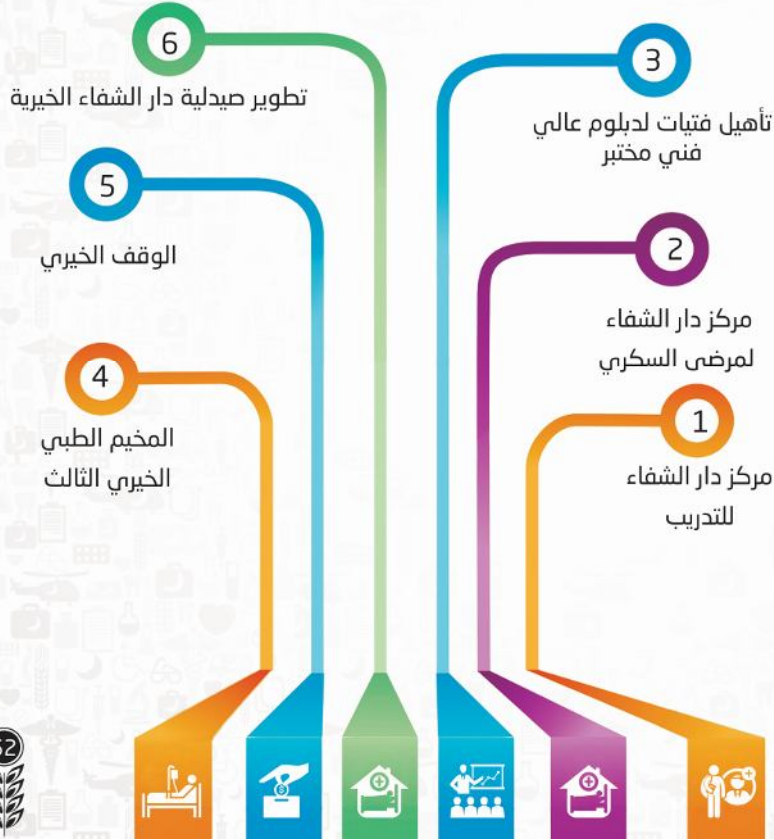 1
مركز دار الشفاء
للتدريب
2
مركز دار الشفاء
لمرضى السكري
3
تأهيل فتيات لدبلوم عالي
فني مختبر
4
المخيم الطبي
الخيري الثالث
5
الوقف الخيري
6
تطوير صيدلية دار الشفاء الخيرية